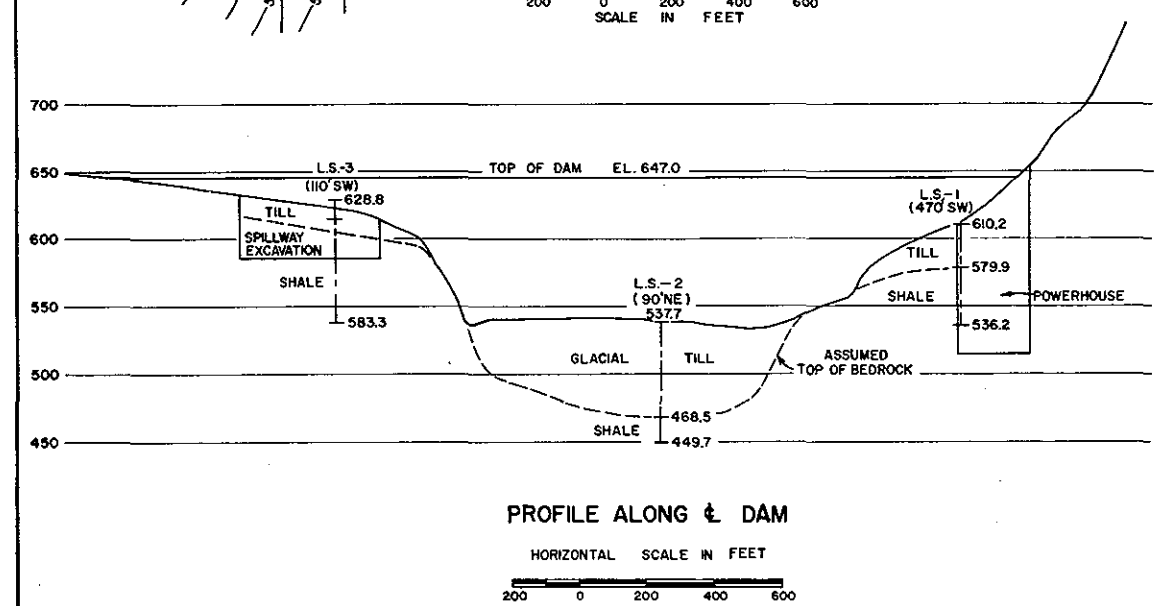 200 0 200 400 600
SCALE IN FEET
700
650
L.S.-3
(110' SW)
TOP OF DAM EL. 647.0
628.8
TILL
L.S.-1
(470' SW)
610.2
600
SPILLWAY
EXCAVATION
TILL
SHALE
579.9
L.S.-2
(90' NE)
537.7
SHALE
POWERHOUSE
550
583.3
536.2
GLACIAL TILL
ASSUMED
TOP OF BEDROCK
500
468.5
SHALE
450
449.7
PROFILE ALONG ℄ DAM
HORIZONTAL SCALE IN FEET
200 0 200 400 600